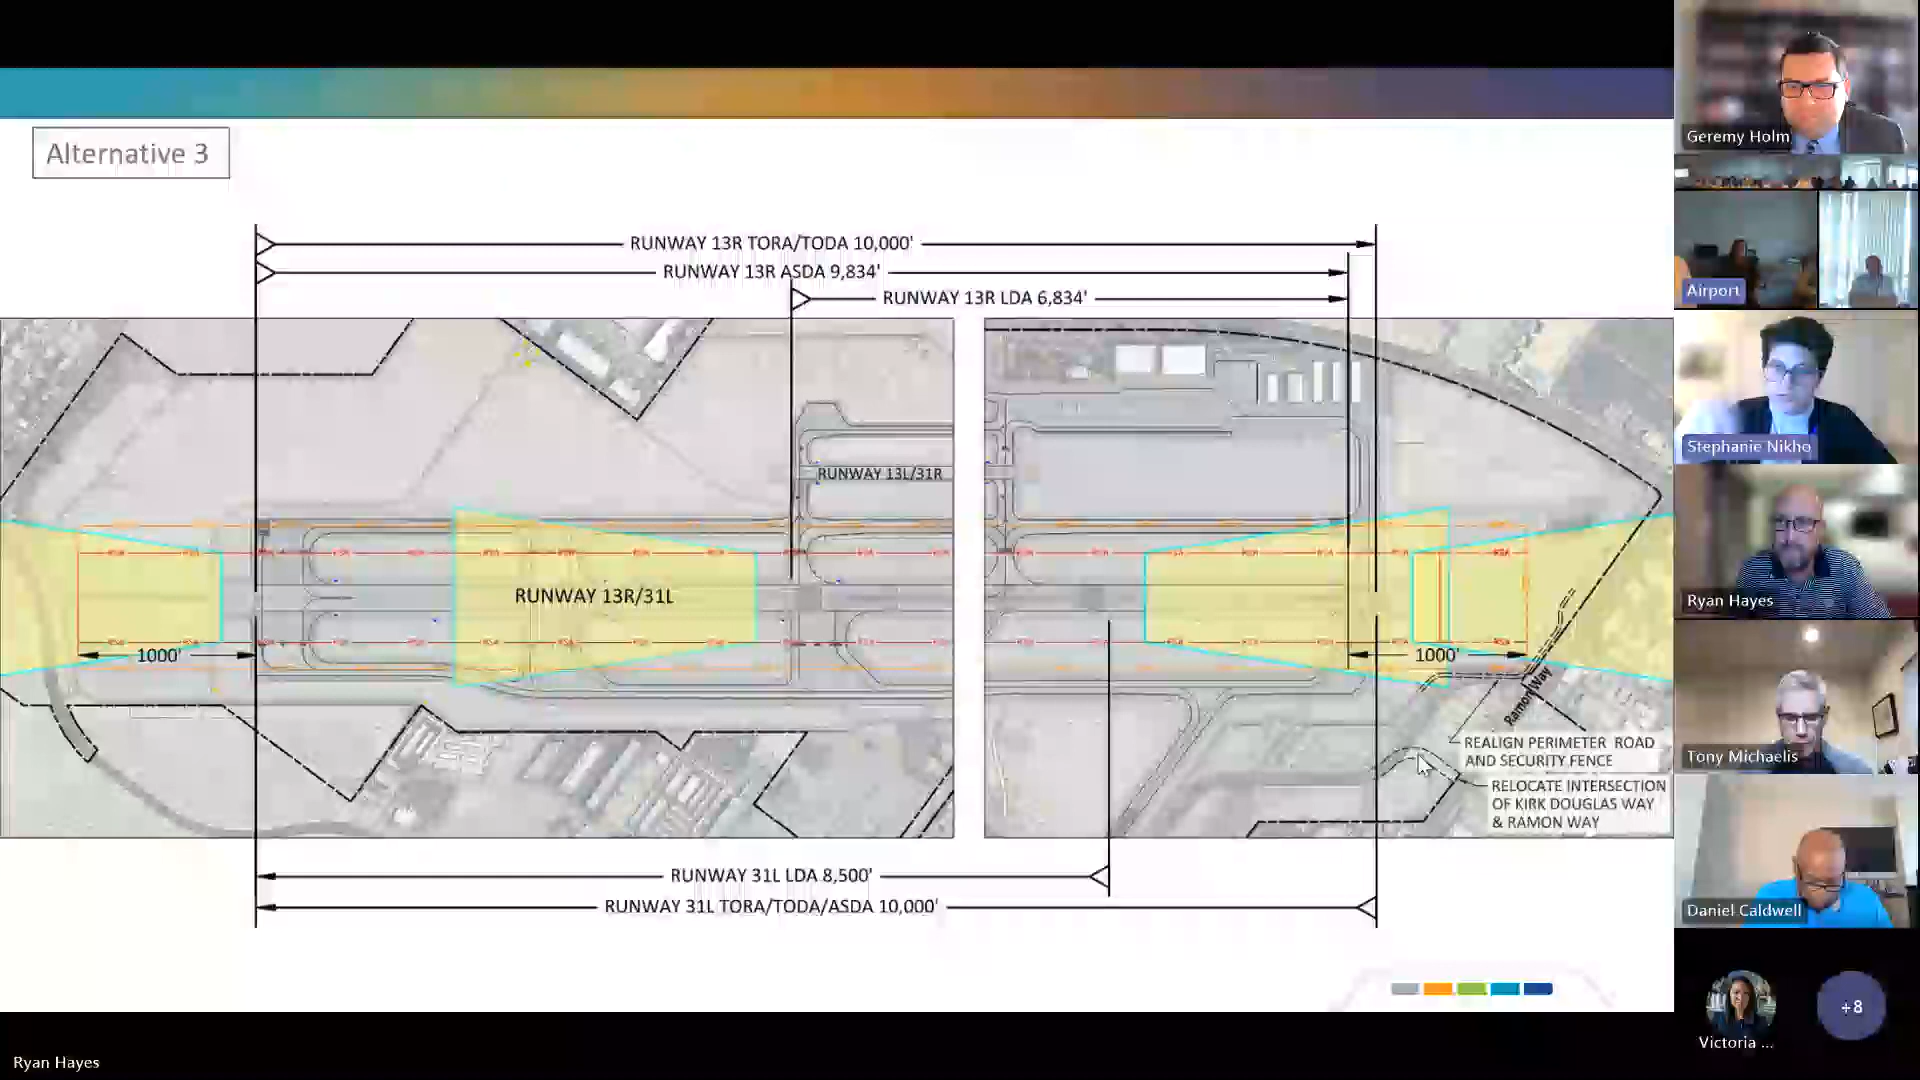 Alternative 3
RUNWAY 13R TORA/TODA 10,000'
RUNWAY 13R ASDA 9,834'
RUNWAY 13R LDA 6,834'
RUNWAY 13L/31R
RUNWAY 13R/31L
1000'
1000'
Ramon Way
REALIGN PERIMETER ROAD
AND SECURITY FENCE
RELOCATE INTERSECTION
OF KIRK DOUGLAS WAY
& RAMON WAY
RUNWAY 31L LDA 8,500'
RUNWAY 31L TORA/TODA/ASDA 10,000'
Ryan Hayes
Geremy Holm
Airport
Stephanie Nikho
Ryan Hayes
Tony Michaelis
Daniel Caldwell
Victoria ...
+8